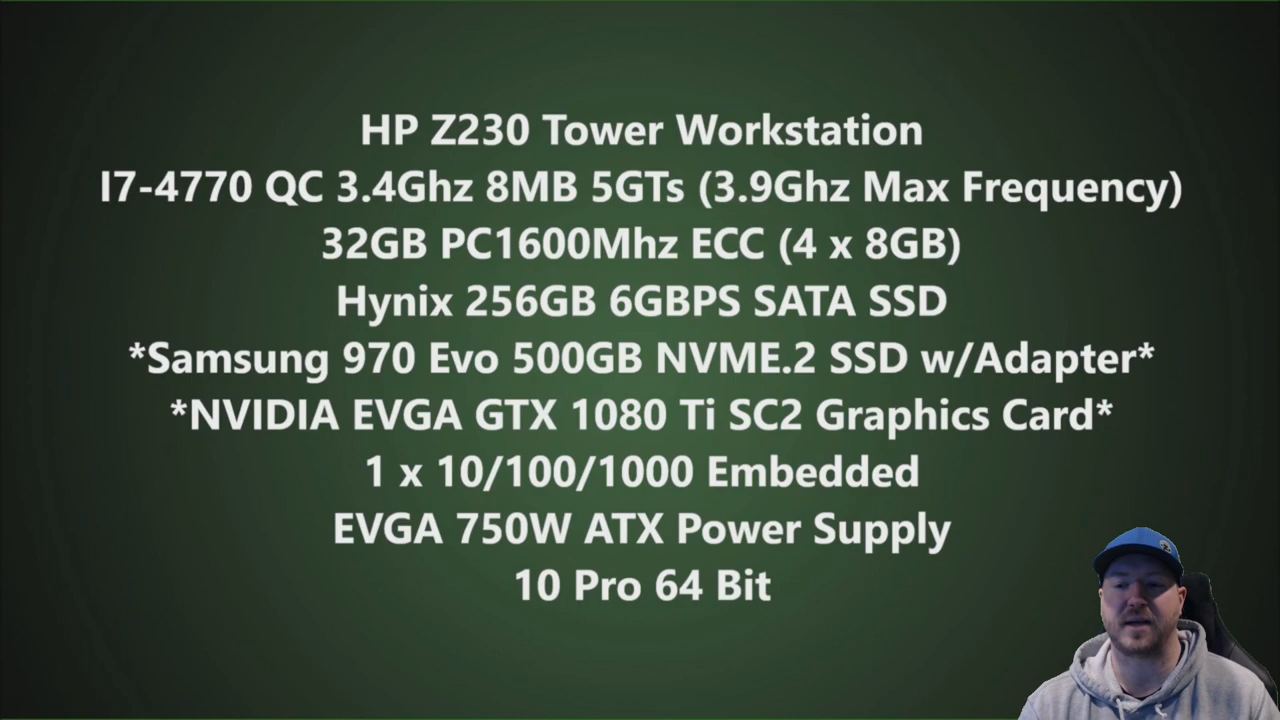 HP Z230 Tower Workstation
I7-4770 QC 3.4Ghz 8MB 5GTs (3.9Ghz Max Frequency)
32GB PC1600Mhz ECC (4 x 8GB)
Hynix 256GB 6GBPS SATA SSD
*Samsung 970 Evo 500GB NVME.2 SSD w/Adapter*
*NVIDIA EVGA GTX 1080 Ti SC2 Graphics Card*
1 x 10/100/1000 Embedded
EVGA 750W ATX Power Supply
10 Pro 64 Bit